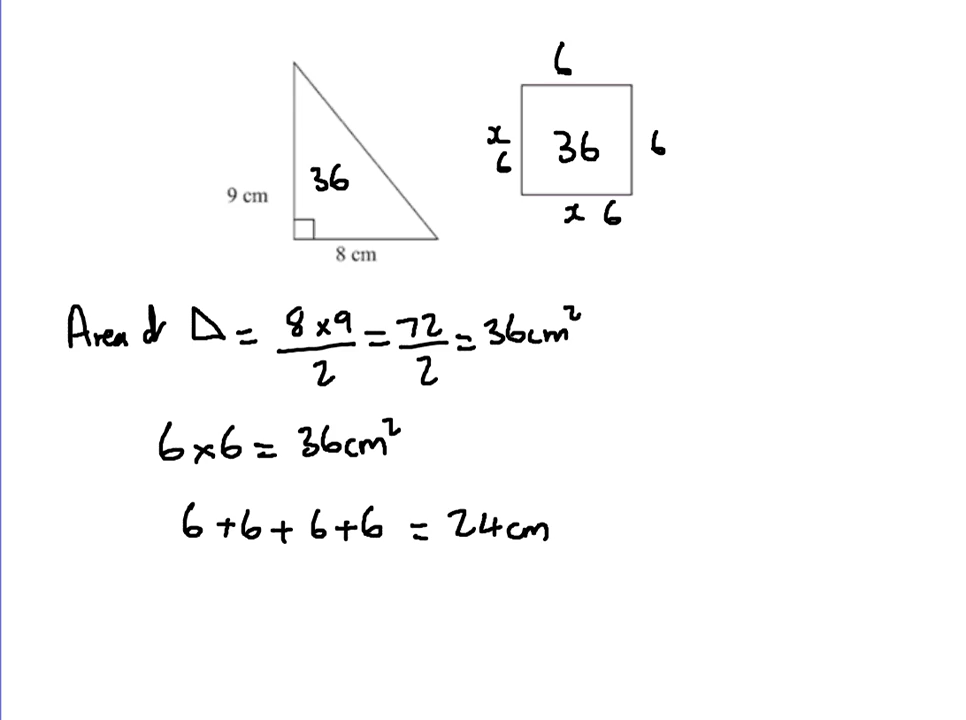 6
x
6
36
6
x 6
36
9 cm
8 cm
Area of △ = 8×9/2 = 72/2 = 36cm²
6×6 = 36cm²
6+6+6+6 = 24cm